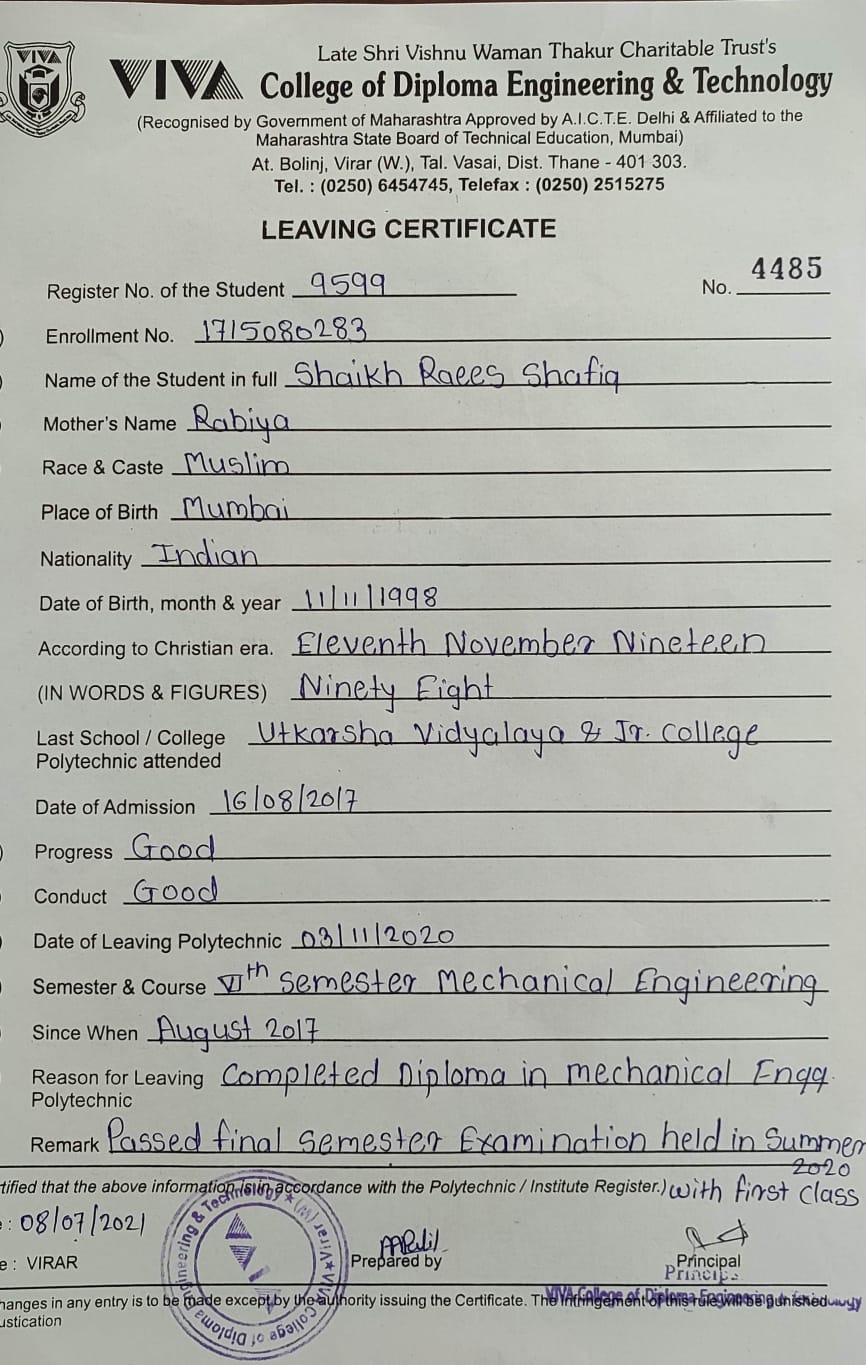 VIVA
VIVA
Late Shri Vishnu Waman Thakur Charitable Trust's
College of Diploma Engineering & Technology
(Recognised by Government of Maharashtra Approved by A.I.C.T.E. Delhi & Affiliated to the
Maharashtra State Board of Technical Education, Mumbai)
At. Bolinj, Virar (W.), Tal. Vasai, Dist. Thane - 401 303.
Tel. : (0250) 6454745, Telefax : (0250) 2515275
LEAVING CERTIFICATE
Register No. of the Student 9599 No. 4485
Enrollment No. 1715080283
Name of the Student in full Shaikh Raees Shafiq
Mother's Name Rabiya
Race & Caste Muslim
Place of Birth Mumbai
Nationality Indian
Date of Birth, month & year 11/11/1998
According to Christian era. Eleventh November Nineteen
(IN WORDS & FIGURES) Ninety Eight
Last School / College Utkarsha Vidyalaya & Jr. College
Polytechnic attended
Date of Admission 16/08/2017
Progress Good
Conduct Good
Date of Leaving Polytechnic 03/11/2020
Semester & Course VIth Semester Mechanical Engineering
Since When August 2017
Reason for Leaving Completed Diploma in mechanical Engg.
Polytechnic
Remark Passed final semester Examination held in Summer
2020
tified that the above information is in accordance with the Polytechnic / Institute Register.) with first class
: 08/07/2021
e : VIRAR Prepared by Principal
hanges in any entry is to be made except by the authority issuing the Certificate. The Infringement of this rule will be punished
ustication
VIVA College of Diploma Engineering & Technology Virar (W)
VIVA College of Diploma Engineering